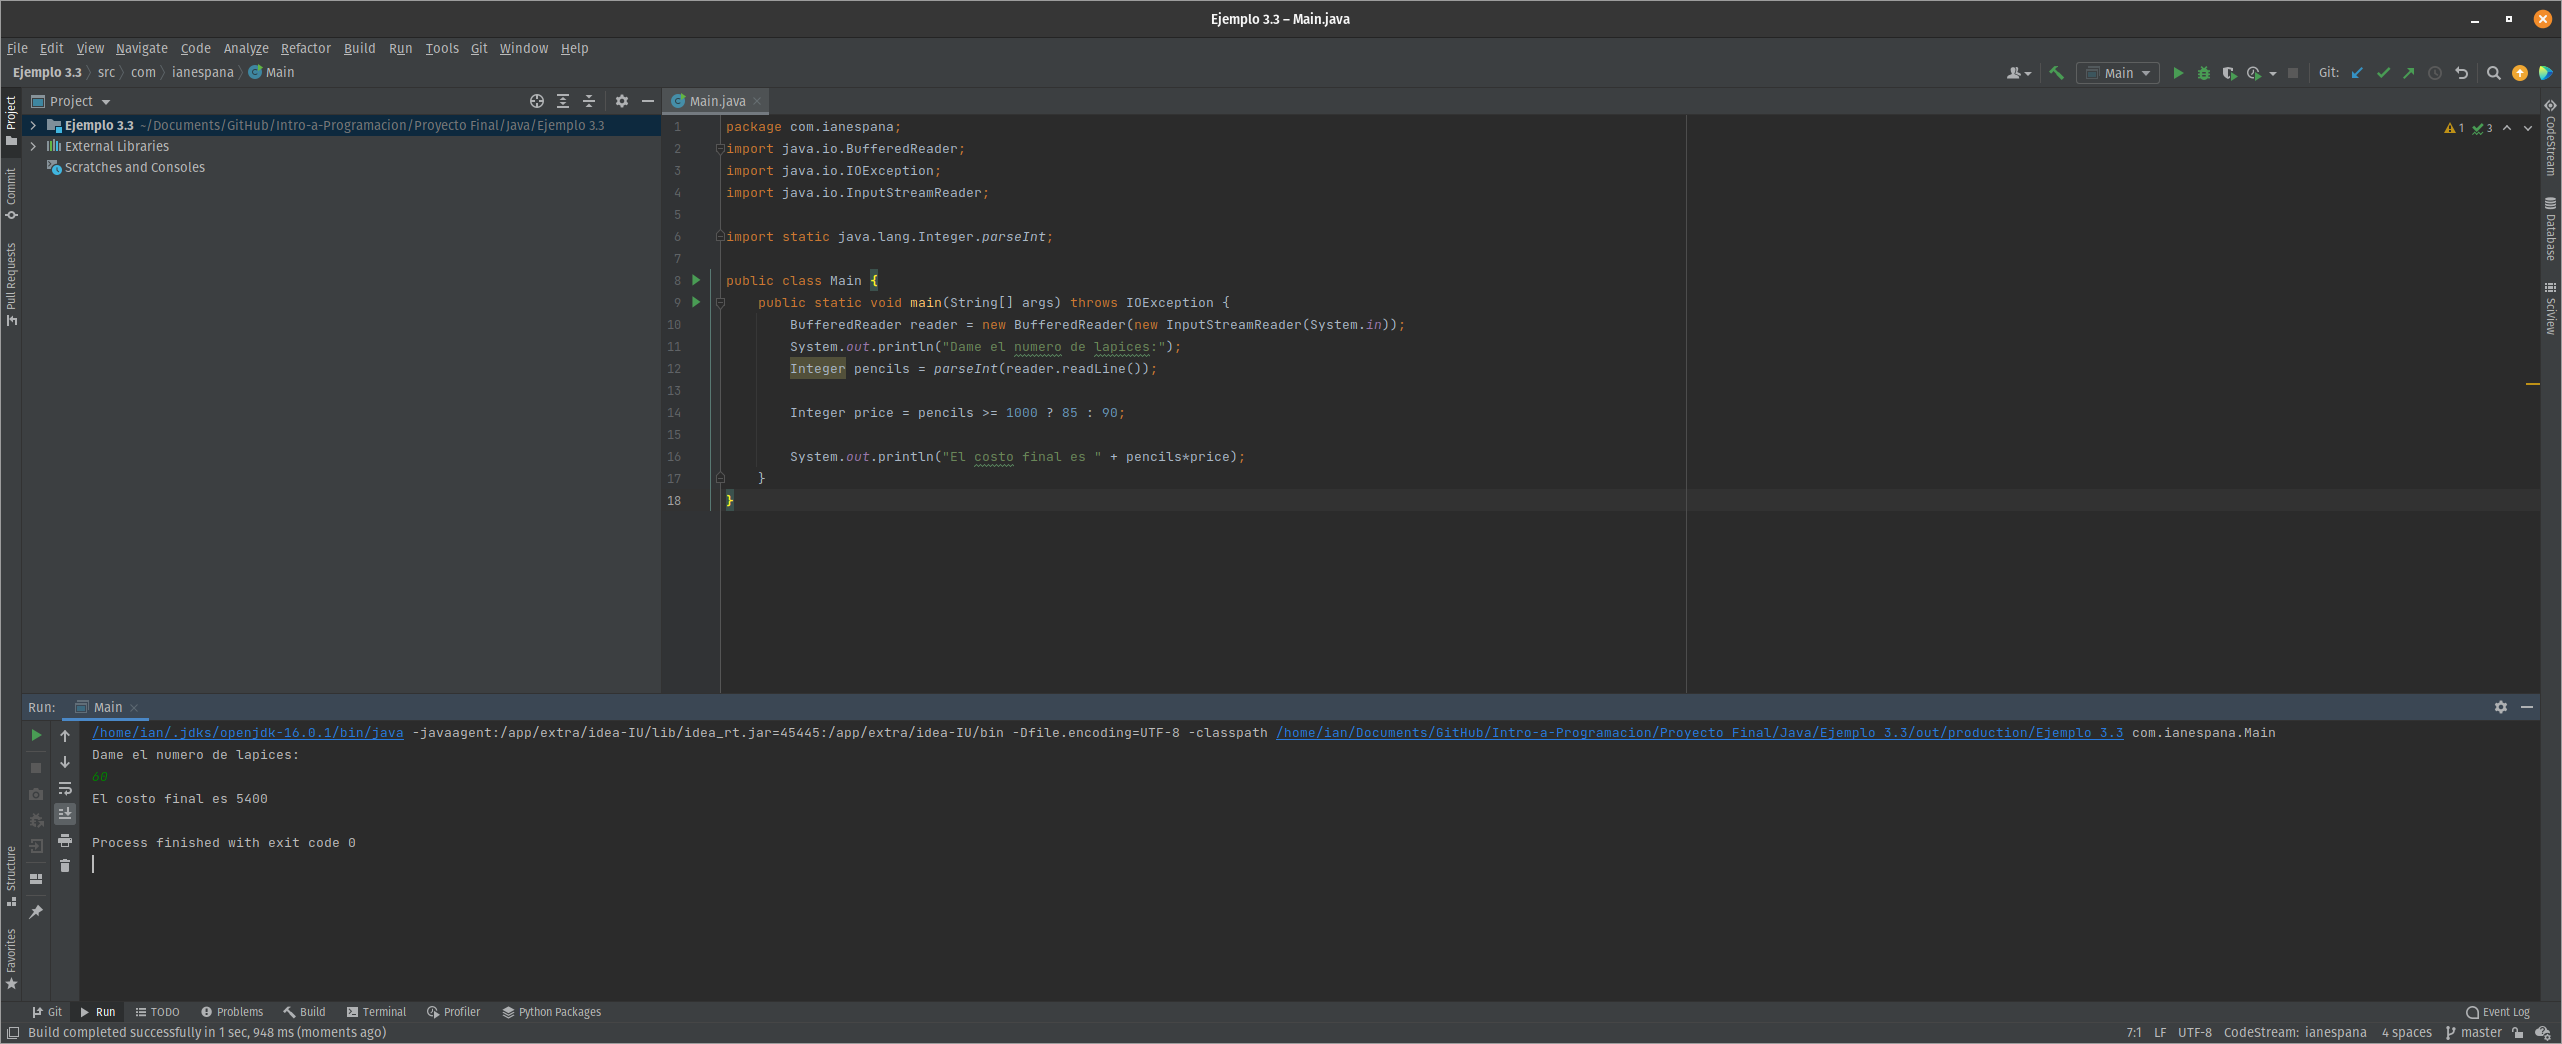 Ejemplo 3.3 – Main.java
File Edit View Navigate Code Analyze Refactor Build Run Tools Git Window Help
Ejemplo 3.3 src com ianespana Main
Main Git:
Project
Main.java
Ejemplo 3.3 ~/Documents/GitHub/Intro-a-Programacion/Proyecto Final/Java/Ejemplo 3.3
External Libraries
Scratches and Consoles
Project
Commit
Pull Requests
Structure
Favorites
1 package com.ianespana;
2 import java.io.BufferedReader;
3 import java.io.IOException;
4 import java.io.InputStreamReader;
5
6 import static java.lang.Integer.parseInt;
7
8 public class Main {
9 public static void main(String[] args) throws IOException {
10 BufferedReader reader = new BufferedReader(new InputStreamReader(System.in));
11 System.out.println("Dame el numero de lapices:");
12 Integer pencils = parseInt(reader.readLine());
13
14 Integer price = pencils >= 1000 ? 85 : 90;
15
16 System.out.println("El costo final es " + pencils*price);
17 }
18 }
1 3
CodeStream
Database
SciView
Run: Main
/home/ian/.jdks/openjdk-16.0.1/bin/java -javaagent:/app/extra/idea-IU/lib/idea_rt.jar=45445:/app/extra/idea-IU/bin -Dfile.encoding=UTF-8 -classpath /home/ian/Documents/GitHub/Intro-a-Programacion/Proyecto Final/Java/Ejemplo 3.3/out/production/Ejemplo 3.3 com.ianespana.Main
Dame el numero de lapices:
60
El costo final es 5400
Process finished with exit code 0
Git Run TODO Problems Build Terminal Profiler Python Packages Event Log
Build completed successfully in 1 sec, 948 ms (moments ago) 7:1 LF UTF-8 CodeStream: ianespana 4 spaces master